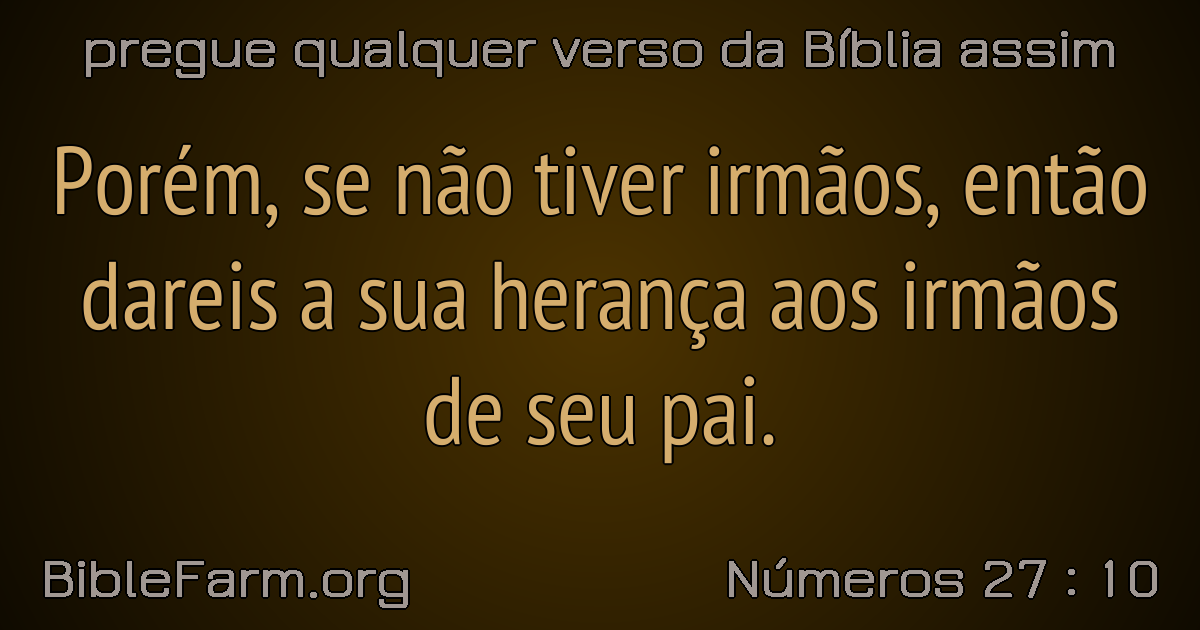 pregue qualquer verso da Bíblia assim
Porém, se não tiver irmãos, então
dareis a sua herança aos irmãos
de seu pai.
BibleFarm.org
Números 27 : 10